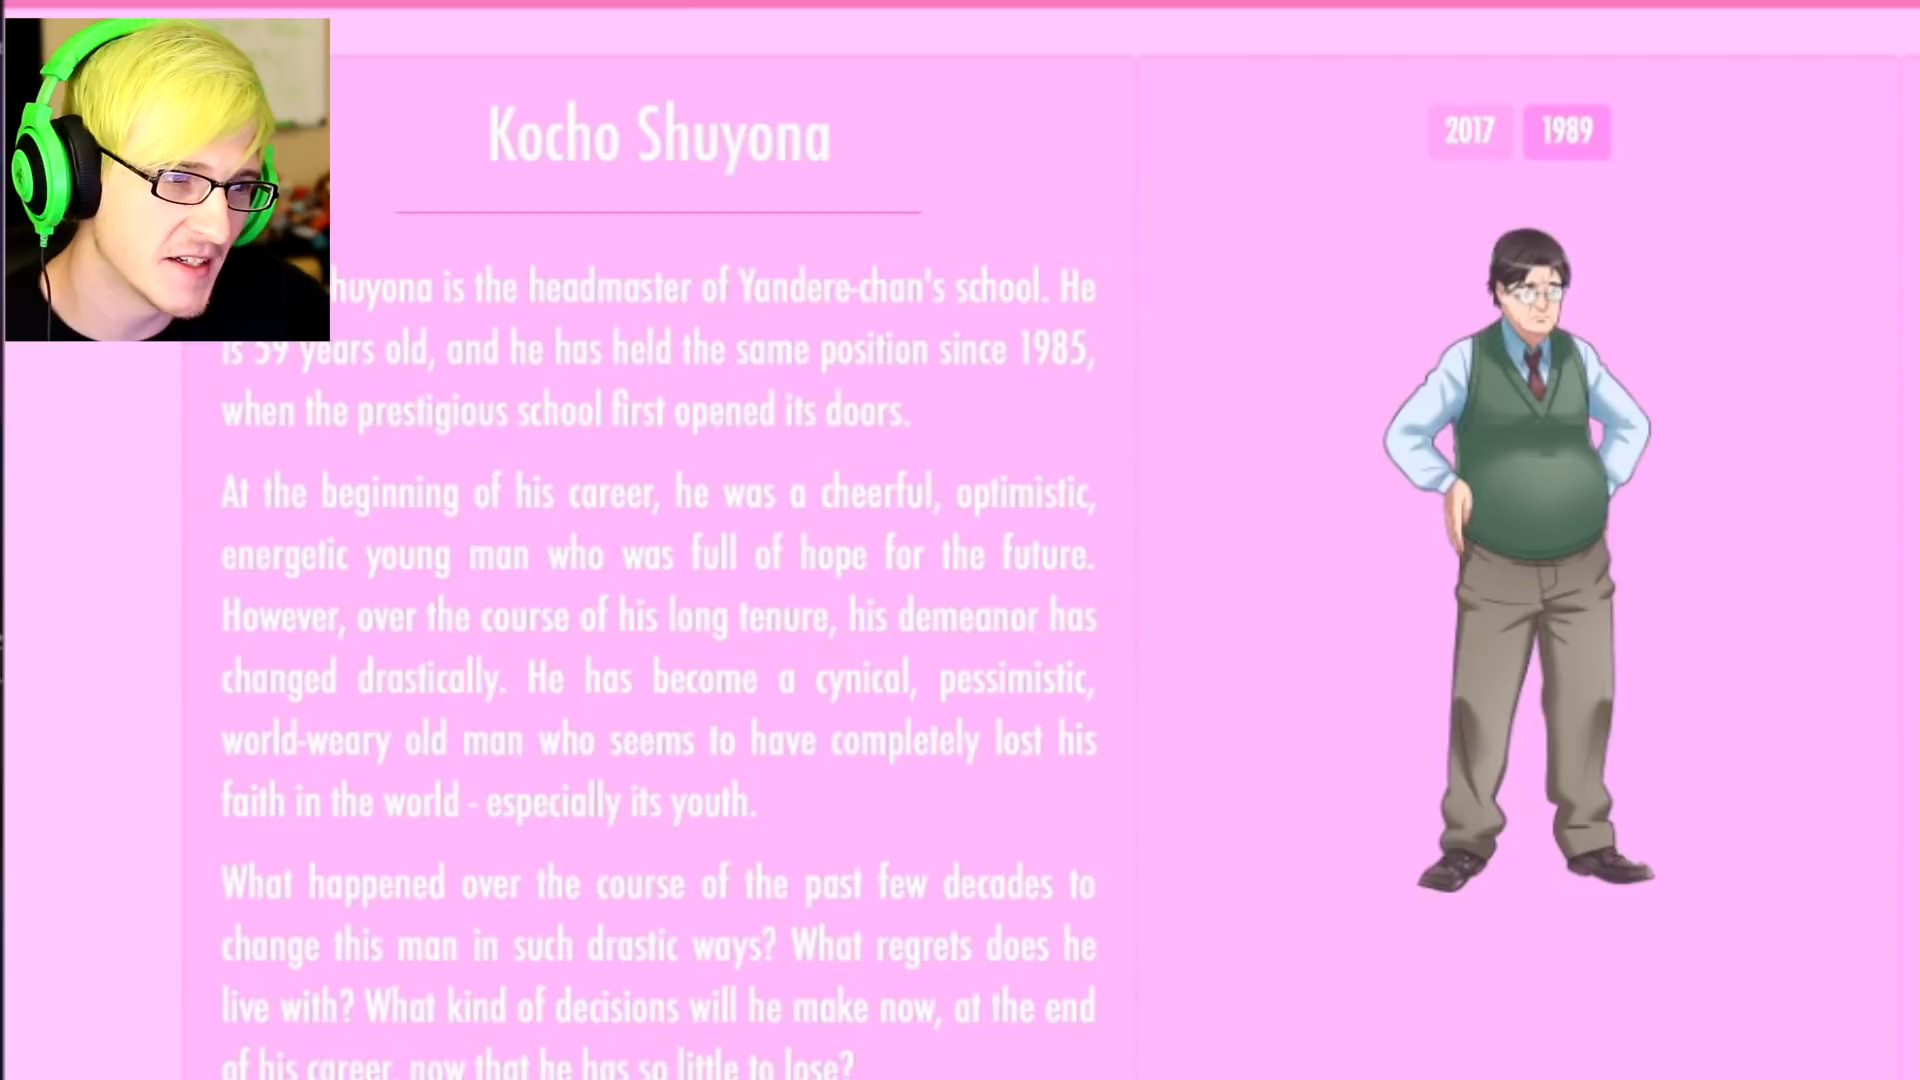 Kocho Shuyona
2017 1989
huyona is the headmaster of Yandere-chan's school. He
is 59 years old, and he has held the same position since 1985,
when the prestigious school first opened its doors.
At the beginning of his career, he was a cheerful, optimistic,
energetic young man who was full of hope for the future.
However, over the course of his long tenure, his demeanor has
changed drastically. He has become a cynical, pessimistic,
world-weary old man who seems to have completely lost his
faith in the world - especially its youth.
What happened over the course of the past few decades to
change this man in such drastic ways? What regrets does he
live with? What kind of decisions will he make now, at the end
of his career, now that he has so little to lose?